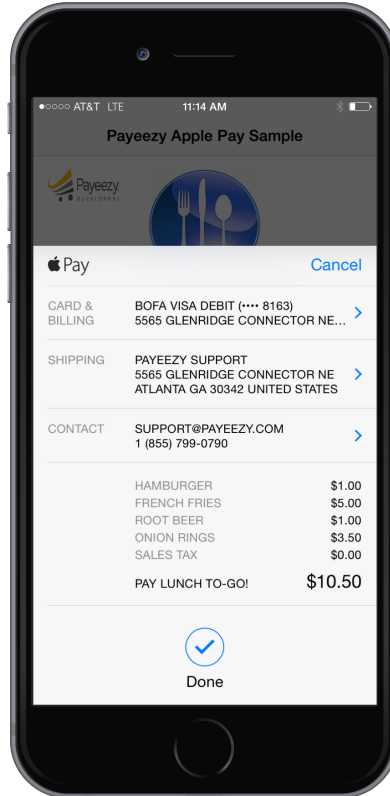 ●○○○○ AT&T LTE 11:14 AM
Payeezy Apple Pay Sample
Payeezy
DEVELOPERS
Pay Cancel
CARD & BILLING BOFA VISA DEBIT (•••• 8163)
5565 GLENRIDGE CONNECTOR NE...
SHIPPING PAYEEZY SUPPORT
5565 GLENRIDGE CONNECTOR NE
ATLANTA GA 30342 UNITED STATES
CONTACT SUPPORT@PAYEEZY.COM
1 (855) 799-0790
HAMBURGER $1.00
FRENCH FRIES $5.00
ROOT BEER $1.00
ONION RINGS $3.50
SALES TAX $0.00
PAY LUNCH TO-GO! $10.50
Done